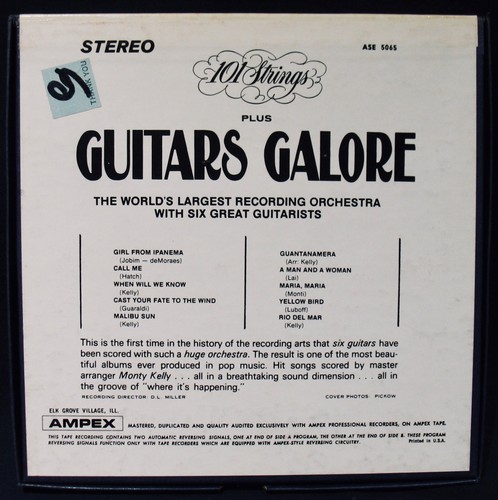 STEREO
ASE 5065
THANK YOU
101 Strings
PLUS
GUITARS GALORE
THE WORLD'S LARGEST RECORDING ORCHESTRA
WITH SIX GREAT GUITARISTS
GIRL FROM IPANEMA
(Jobim — deMoraes)
CALL ME
(Hatch)
WHEN WILL WE KNOW
(Kelly)
CAST YOUR FATE TO THE WIND
(Guaraldi)
MALIBU SUN
(Kelly)
GUANTANAMERA
(Arr: Kelly)
A MAN AND A WOMAN
(Lai)
MARIA, MARIA
(Monti)
YELLOW BIRD
(Luboff)
RIO DEL MAR
(Kelly)
This is the first time in the history of the recording arts that six guitars have
been scored with such a huge orchestra. The result is one of the most beau-
tiful albums ever produced in pop music. Hit songs scored by master
arranger Monty Kelly . . . all in a breathtaking sound dimension . . . all in
the groove of "where it's happening."
RECORDING DIRECTOR: D.L. MILLER
COVER PHOTOS: PICKOW
ELK GROVE VILLAGE, ILL.
AMPEX
MASTERED, DUPLICATED AND QUALITY AUDITED EXCLUSIVELY WITH AMPEX PROFESSIONAL RECORDERS, ON AMPEX TAPE.
THIS TAPE RECORDING CONTAINS TWO AUTOMATIC REVERSING SIGNALS, ONE AT END OF SIDE A PROGRAM, THE OTHER AT THE END OF SIDE B. THESE PROGRAM
REVERSING SIGNALS FUNCTION ONLY WITH TAPE RECORDERS WHICH ARE EQUIPPED WITH AMPEX-STYLE REVERSING CIRCUITRY.
Printed in U.S.A.